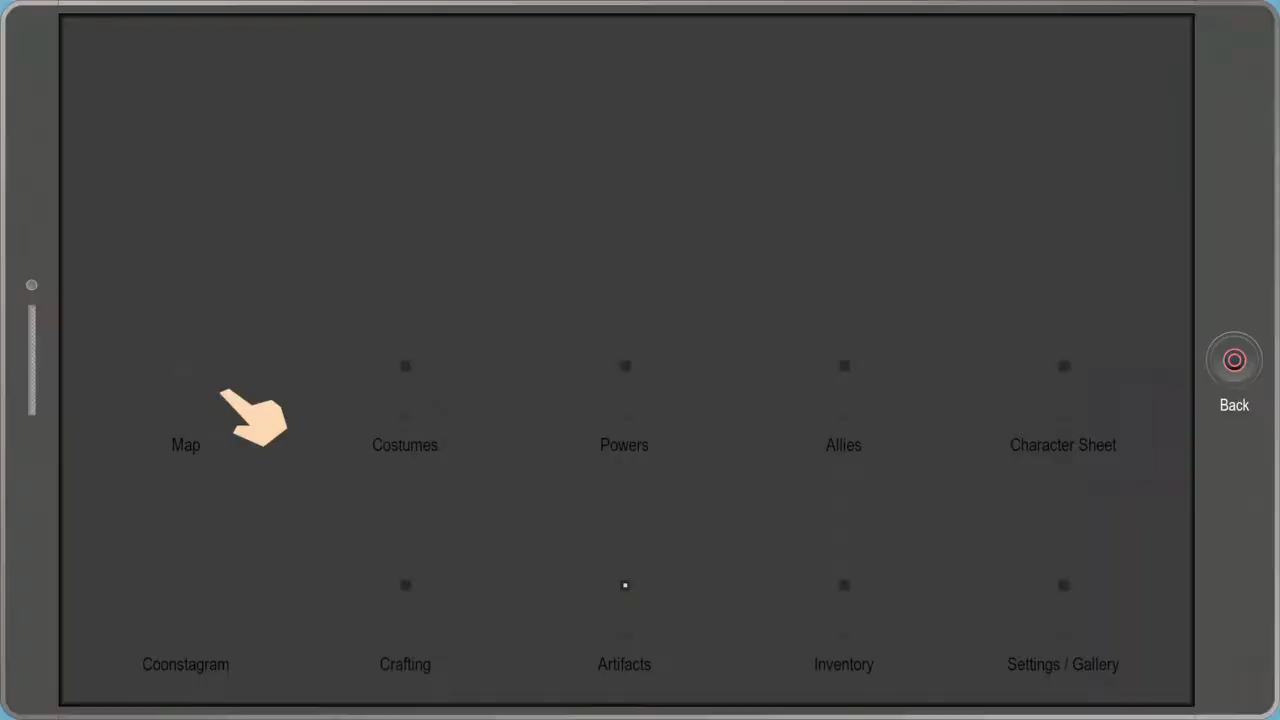 Back
Map
Costumes
Powers
Allies
Character Sheet
Coonstagram
Crafting
Artifacts
Inventory
Settings / Gallery